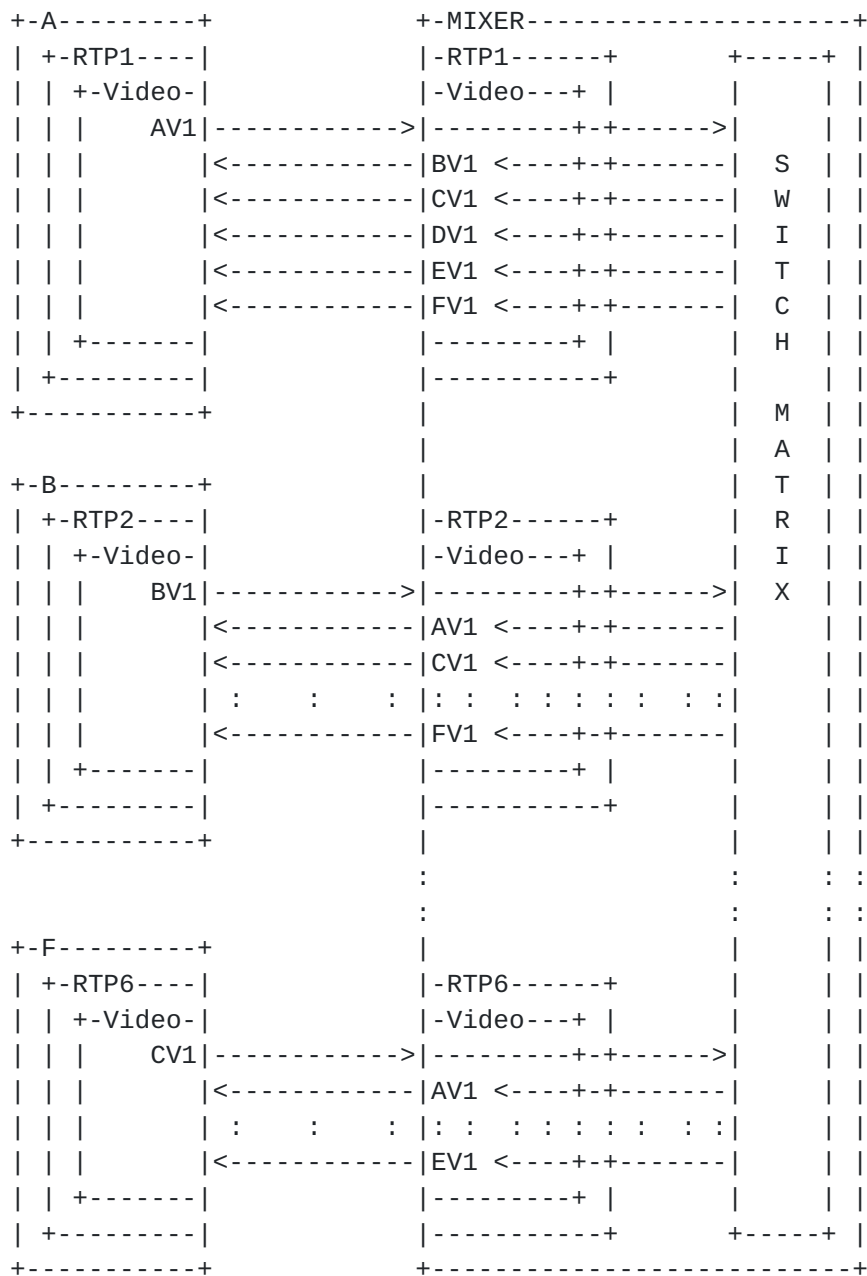 +-A---------+             +-MIXER---------------------+
| +-RTP1----|             |-RTP1------+       +-----+ |
| | +-Video-|             |-Video---+ |       |     | |
| | |    AV1|------------>|---------+-+------>|     | |
| | |       |<------------|BV1 <----+-+-------|  S  | |
| | |       |<------------|CV1 <----+-+-------|  W  | |
| | |       |<------------|DV1 <----+-+-------|  I  | |
| | |       |<------------|EV1 <----+-+-------|  T  | |
| | |       |<------------|FV1 <----+-+-------|  C  | |
| | +-------|             |---------+ |       |  H  | |
| +---------|             |-----------+       |     | |
+-----------+             |                   |  M  | |
                          |                   |  A  | |
+-B---------+             |                   |  T  | |
| +-RTP2----|             |-RTP2------+       |  R  | |
| | +-Video-|             |-Video---+ |       |  I  | |
| | |    BV1|------------>|---------+-+------>|  X  | |
| | |       |<------------|AV1 <----+-+-------|     | |
| | |       |<------------|CV1 <----+-+-------|     | |
| | |       | :    :    : |: :  : : : : :  : :|     | |
| | |       |<------------|FV1 <----+-+-------|     | |
| | +-------|             |---------+ |       |     | |
| +---------|             |-----------+       |     | |
+-----------+             |                   |     | |
                          :                   :     : :
                          :                   :     : :
+-F---------+             |                   |     | |
| +-RTP6----|             |-RTP6------+       |     | |
| | +-Video-|             |-Video---+ |       |     | |
| | |    CV1|------------>|---------+-+------>|     | |
| | |       |<------------|AV1 <----+-+-------|     | |
| | |       | :    :    : |: :  : : : : :  : :|     | |
| | |       |<------------|EV1 <----+-+-------|     | |
| | +-------|             |---------+ |       |     | |
| +---------|             |-----------+       +-----+ |
+-----------+             +---------------------------+